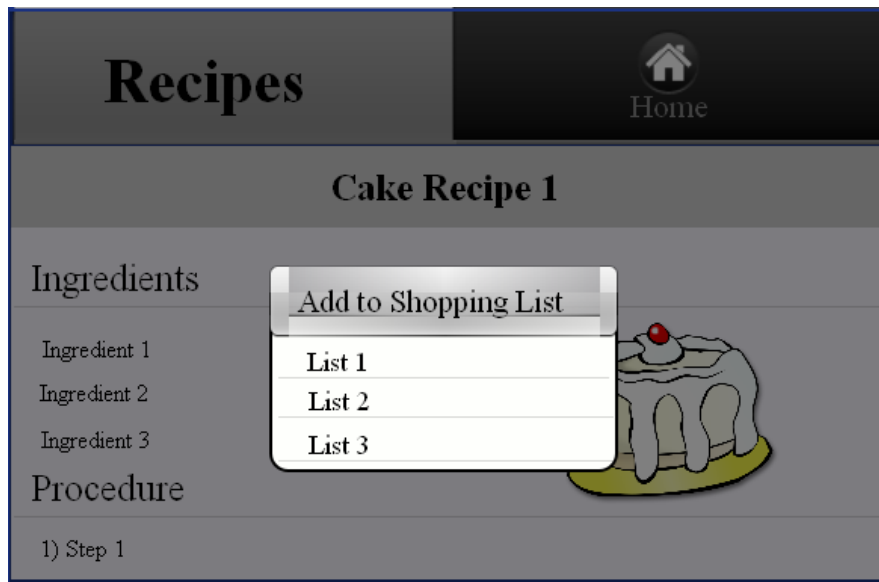 Recipes
Home
Cake Recipe 1
Ingredients
Add to Shopping List
Ingredient 1
List 1
Ingredient 2
List 2
Ingredient 3
List 3
Procedure
1) Step 1